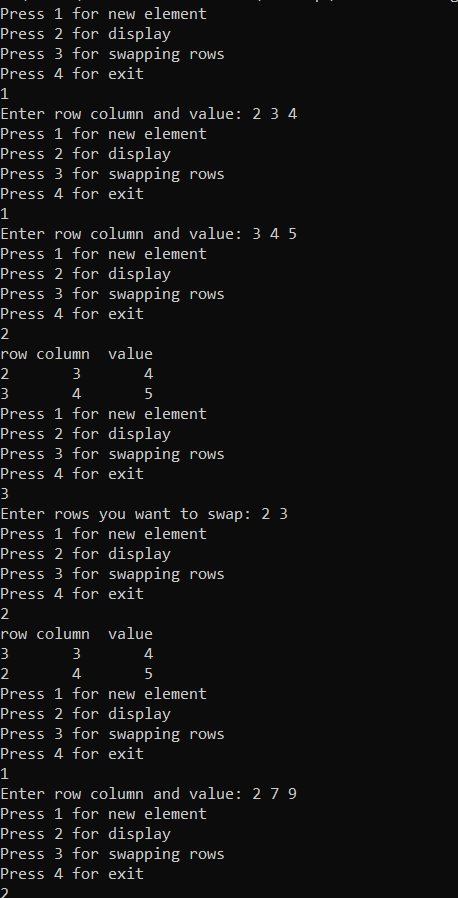 Press 1 for new element
Press 2 for display
Press 3 for swapping rows
Press 4 for exit
1
Enter row column and value: 2 3 4
Press 1 for new element
Press 2 for display
Press 3 for swapping rows
Press 4 for exit
1
Enter row column and value: 3 4 5
Press 1 for new element
Press 2 for display
Press 3 for swapping rows
Press 4 for exit
2
row column  value
2       3       4
3       4       5
Press 1 for new element
Press 2 for display
Press 3 for swapping rows
Press 4 for exit
3
Enter rows you want to swap: 2 3
Press 1 for new element
Press 2 for display
Press 3 for swapping rows
Press 4 for exit
2
row column  value
3       3       4
2       4       5
Press 1 for new element
Press 2 for display
Press 3 for swapping rows
Press 4 for exit
1
Enter row column and value: 2 7 9
Press 1 for new element
Press 2 for display
Press 3 for swapping rows
Press 4 for exit
2